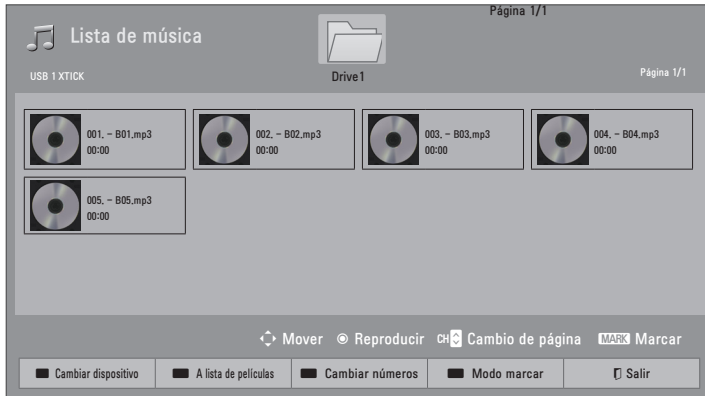 Página 1/1
Lista de música
USB 1 XTICK
Drive1
Página 1/1
001. - B01.mp3
00:00
002. - B02.mp3
00:00
003. - B03.mp3
00:00
004. - B04.mp3
00:00
005. - B05.mp3
00:00
Mover Reproducir CH Cambio de página MARK Marcar
Cambiar dispositivo A lista de películas Cambiar números Modo marcar Salir